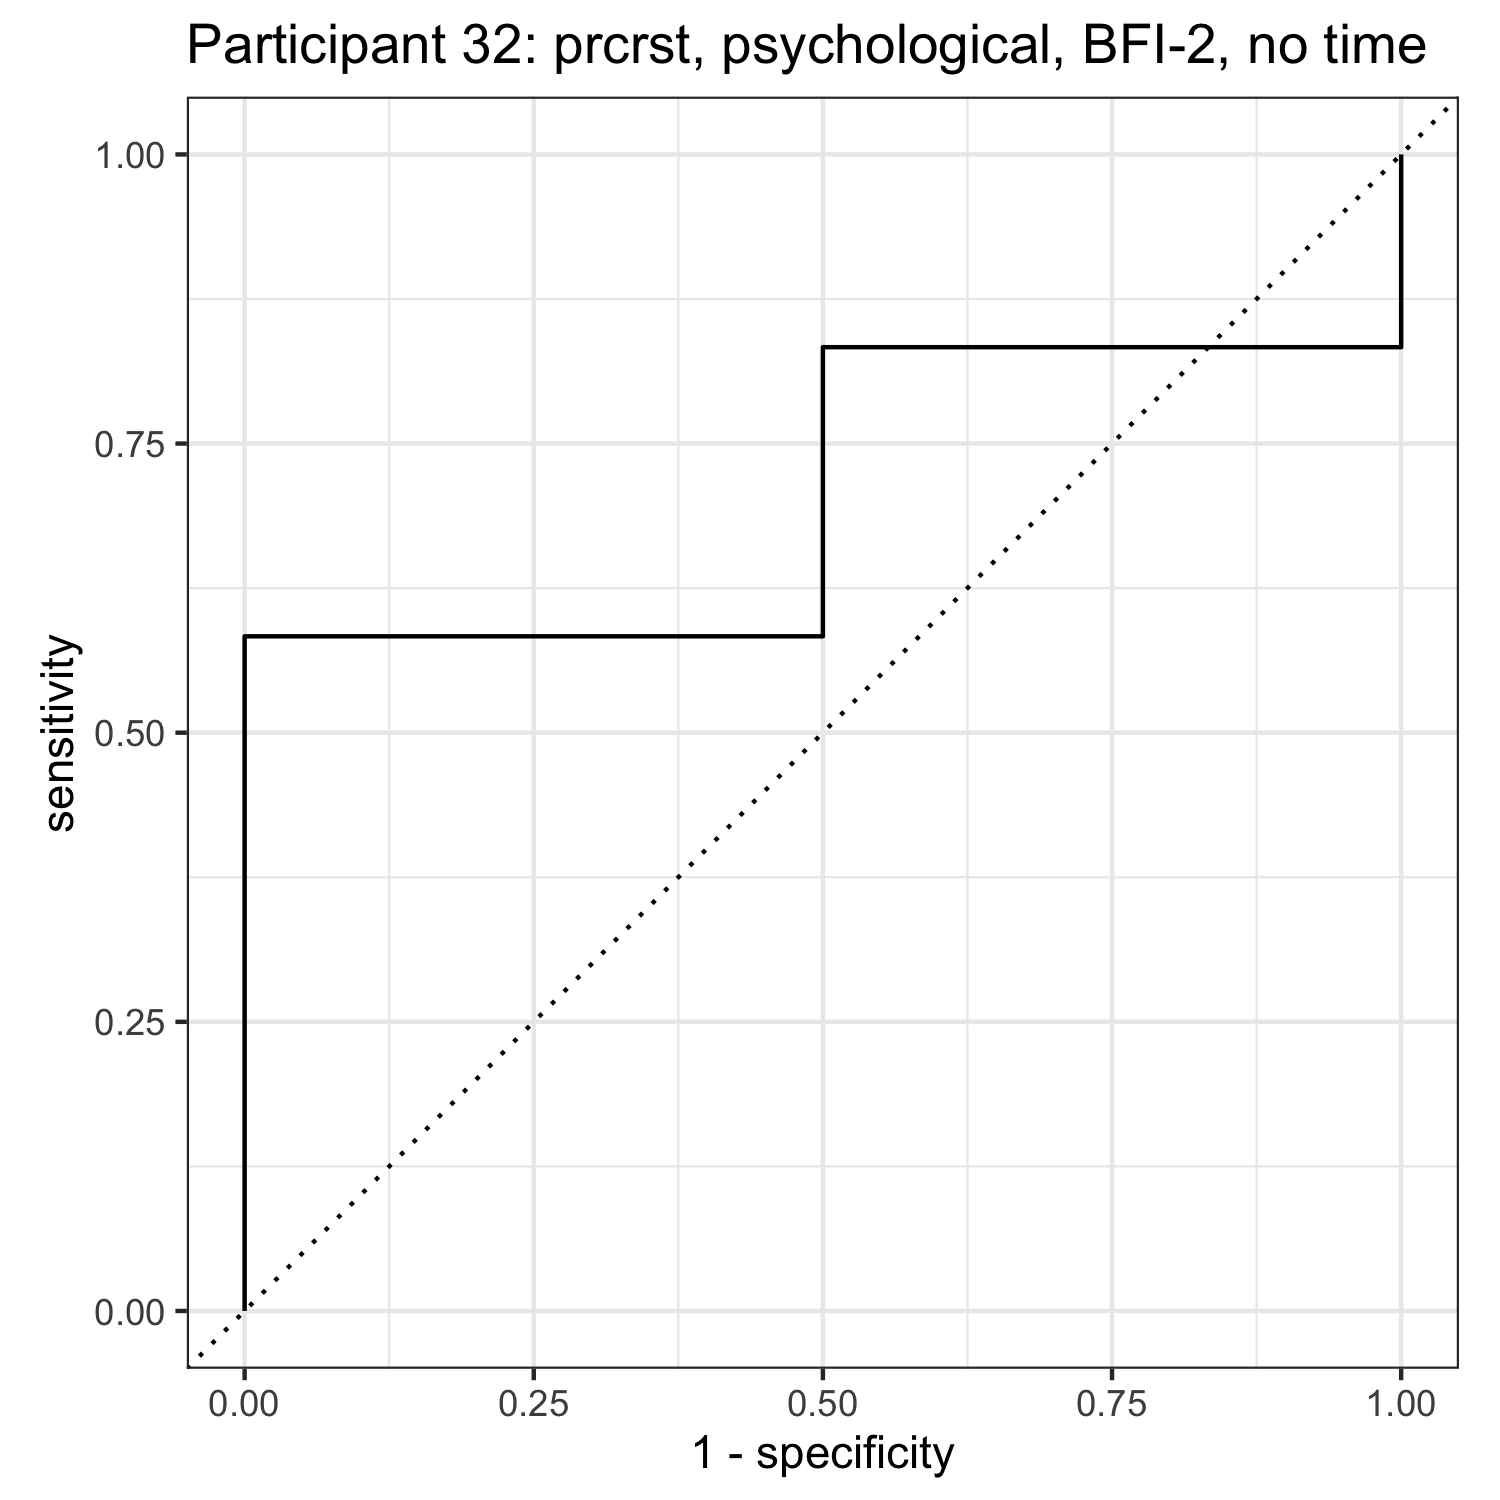 Participant 32: prcrst, psychological, BFI-2, no time
1.00
0.75
0.50
0.25
0.00
sensitivity
0.00 0.25 0.50 0.75 1.00
1 - specificity